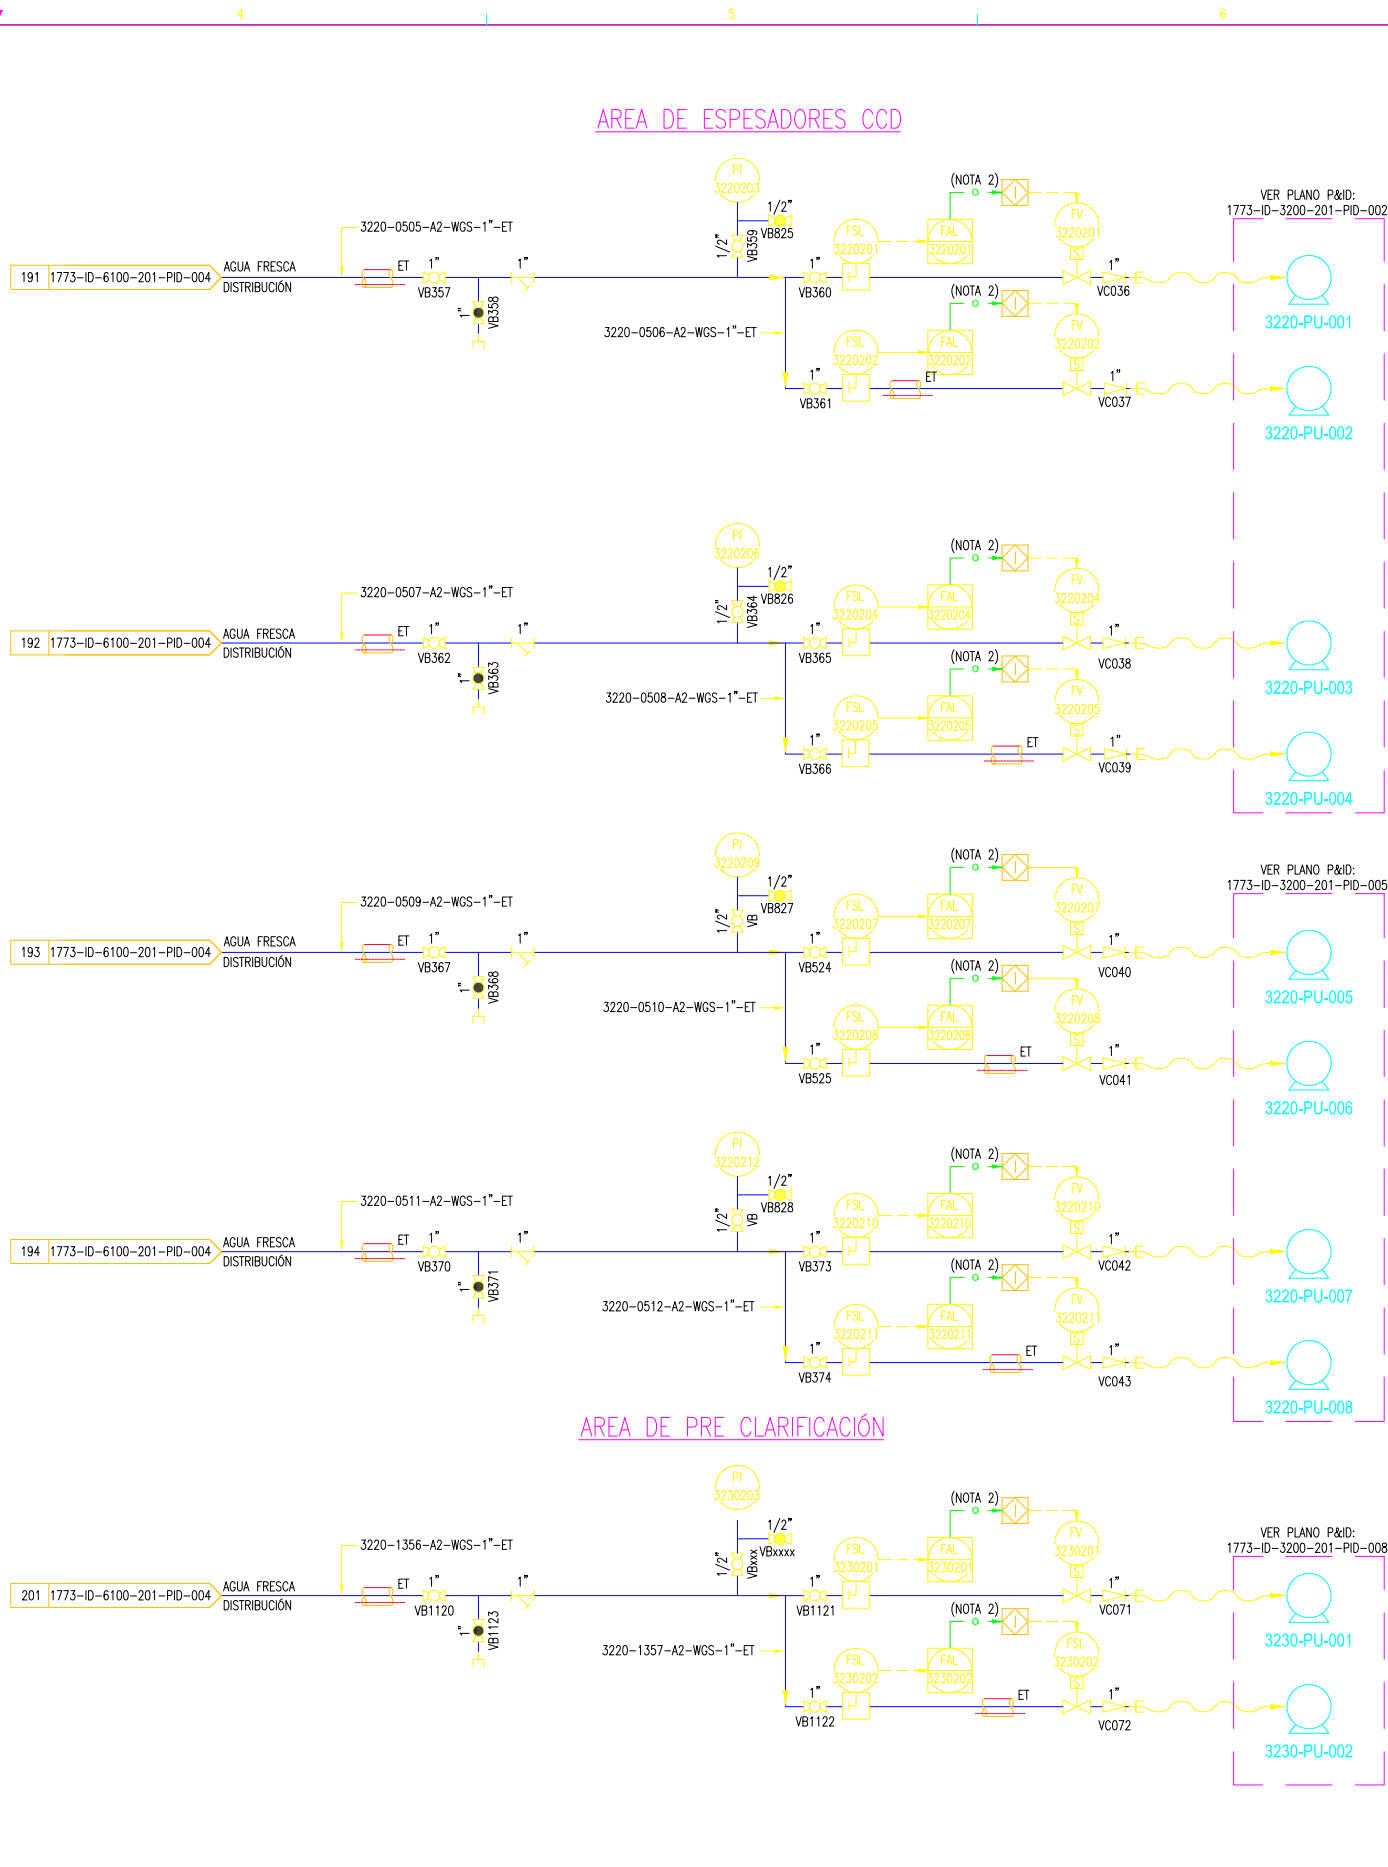 4
5
6
AREA DE ESPESADORES CCD
PI
3220203
1/2"
VB825
1/2"
VB359
(NOTA 2)
FV
3220201
S
FSL
3220201
FAL
3220201
3220-0505-A2-WGS-1"-ET
VER PLANO P&ID:
1773-ID-3200-201-PID-002
191
1773-ID-6100-201-PID-004
AGUA FRESCA
DISTRIBUCIÓN
ET
1"
VB357
1"
VB358
1"
1"
VB360
1"
VC036
3220-PU-001
3220-0506-A2-WGS-1"-ET
(NOTA 2)
FSL
3220202
FAL
3220202
FV
3220202
S
1"
VB361
ET
1"
VC037
3220-PU-002
PI
3220206
1/2"
VB826
1/2"
VB364
(NOTA 2)
FV
3220204
S
FSL
3220204
FAL
3220204
3220-0507-A2-WGS-1"-ET
192
1773-ID-6100-201-PID-004
AGUA FRESCA
DISTRIBUCIÓN
ET
1"
VB362
1"
VB363
1"
1"
VB365
1"
VC038
3220-PU-003
3220-0508-A2-WGS-1"-ET
(NOTA 2)
FSL
3220205
FAL
3220205
FV
3220205
S
1"
VB366
ET
1"
VC039
3220-PU-004
PI
3220209
1/2"
VB827
1/2"
VB
(NOTA 2)
FV
3220207
S
FSL
3220207
FAL
3220207
3220-0509-A2-WGS-1"-ET
VER PLANO P&ID:
1773-ID-3200-201-PID-005
193
1773-ID-6100-201-PID-004
AGUA FRESCA
DISTRIBUCIÓN
ET
1"
VB367
1"
VB368
1"
1"
VB524
1"
VC040
3220-PU-005
3220-0510-A2-WGS-1"-ET
(NOTA 2)
FSL
3220208
FAL
3220208
FV
3220208
S
1"
VB525
ET
1"
VC041
3220-PU-006
PI
3220212
1/2"
VB828
1/2"
VB
(NOTA 2)
FV
3220210
S
FSL
3220210
FAL
3220210
3220-0511-A2-WGS-1"-ET
194
1773-ID-6100-201-PID-004
AGUA FRESCA
DISTRIBUCIÓN
ET
1"
VB370
1"
VB371
1"
1"
VB373
1"
VC042
3220-PU-007
3220-0512-A2-WGS-1"-ET
(NOTA 2)
FSL
3220211
FAL
3220211
FV
3220211
S
1"
VB374
ET
1"
VC043
3220-PU-008
AREA DE PRE CLARIFICACIÓN
PI
3230203
1/2"
VBxxxx
1/2"
VBxxx
(NOTA 2)
FV
3230201
S
FSL
3230201
FAL
3230201
3220-1356-A2-WGS-1"-ET
VER PLANO P&ID:
1773-ID-3200-201-PID-008
201
1773-ID-6100-201-PID-004
AGUA FRESCA
DISTRIBUCIÓN
ET
1"
VB1120
1"
VB1123
1"
1"
VB1121
1"
VC071
3230-PU-001
3220-1357-A2-WGS-1"-ET
(NOTA 2)
FSL
3230202
FAL
3230202
FSL
3230202
S
1"
VB1122
ET
1"
VC072
3230-PU-002